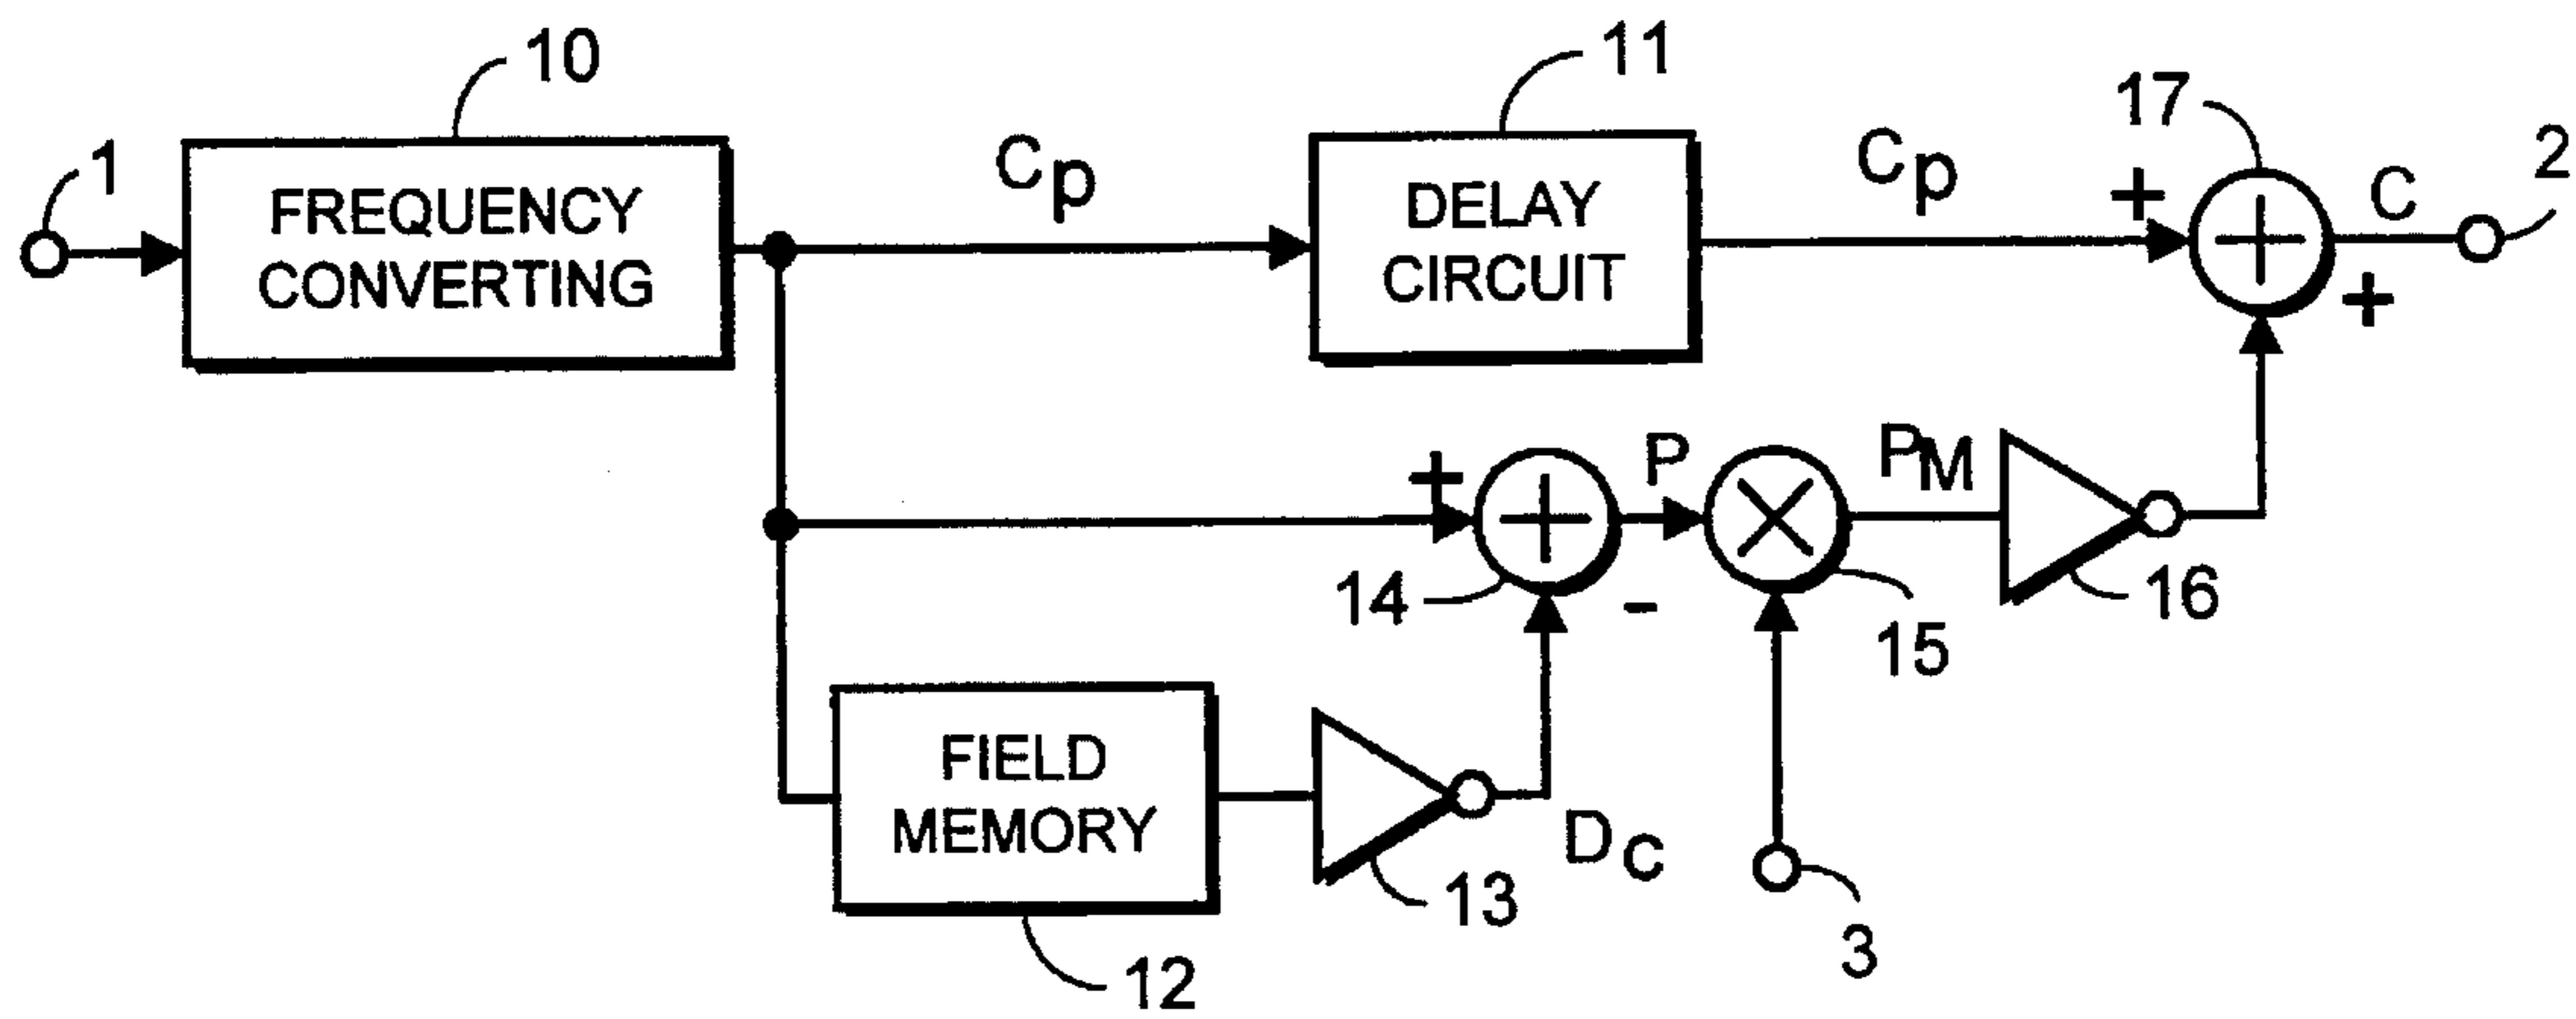 10
11
17
1
2
FREQUENCY
CONVERTING
Cp
DELAY
CIRCUIT
Cp
+
C
+
+
P
PM
14
-
15
16
FIELD
MEMORY
DC
13
12
3